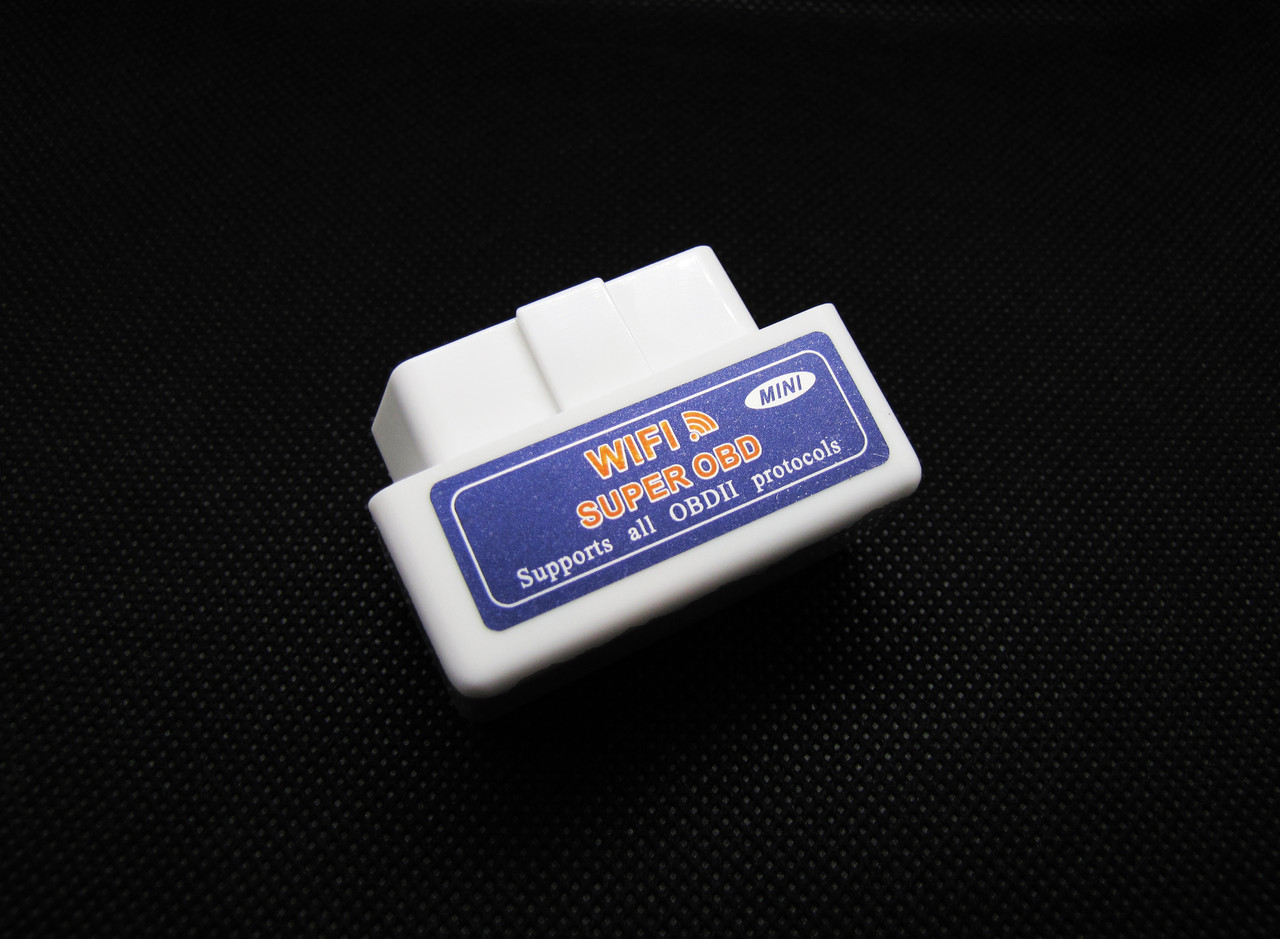 MINI
WIFI
SUPER OBD
Supports all OBDII protocols